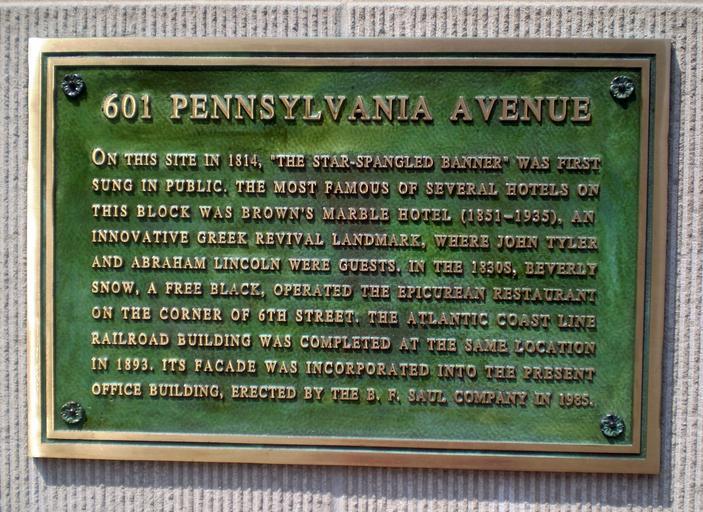 601 PENNSYLVANIA AVENUE
ON THIS SITE IN 1814, "THE STAR-SPANGLED BANNER" WAS FIRST
SUNG IN PUBLIC. THE MOST FAMOUS OF SEVERAL HOTELS ON
THIS BLOCK WAS BROWN'S MARBLE HOTEL (1851–1935), AN
INNOVATIVE GREEK REVIVAL LANDMARK, WHERE JOHN TYLER
AND ABRAHAM LINCOLN WERE GUESTS. IN THE 1830S, BEVERLY
SNOW, A FREE BLACK, OPERATED THE EPICUREAN RESTAURANT
ON THE CORNER OF 6TH STREET. THE ATLANTIC COAST LINE
RAILROAD BUILDING WAS COMPLETED AT THE SAME LOCATION
IN 1893. ITS FACADE WAS INCORPORATED INTO THE PRESENT
OFFICE BUILDING, ERECTED BY THE B. F. SAUL COMPANY IN 1985.